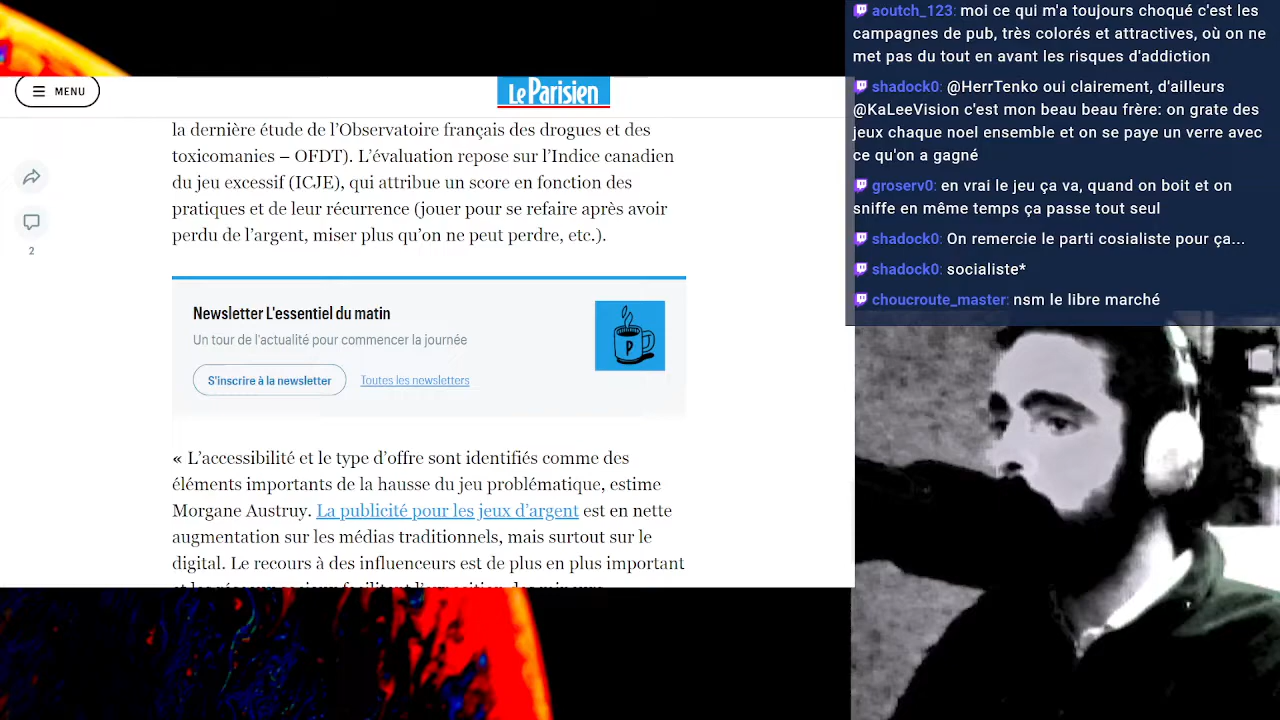 MENU
Le Parisien
la dernière étude de l'Observatoire français des drogues et des
toxicomanies – OFDT). L'évaluation repose sur l'Indice canadien
du jeu excessif (ICJE), qui attribue un score en fonction des
pratiques et de leur récurrence (jouer pour se refaire après avoir
perdu de l'argent, miser plus qu'on ne peut perdre, etc.).
2
Newsletter L'essentiel du matin
Un tour de l'actualité pour commencer la journée
S'inscrire à la newsletter
Toutes les newsletters
P
« L'accessibilité et le type d'offre sont identifiés comme des
éléments importants de la hausse du jeu problématique, estime
Morgane Austruy. La publicité pour les jeux d'argent est en nette
augmentation sur les médias traditionnels, mais surtout sur le
digital. Le recours à des influenceurs est de plus en plus important
aoutch_123: moi ce qui m'a toujours choqué c'est les
campagnes de pub, très colorés et attractives, où on ne
met pas du tout en avant les risques d'addiction
shadock0: @HerrTenko oui clairement, d'ailleurs
@KaLeeVision c'est mon beau beau frère: on grate des
jeux chaque noel ensemble et on se paye un verre avec
ce qu'on a gagné
groserv0: en vrai le jeu ça va, quand on boit et on
sniffe en même temps ça passe tout seul
shadock0: On remercie le parti cosialiste pour ça...
shadock0: socialiste*
choucroute_master: nsm le libre marché